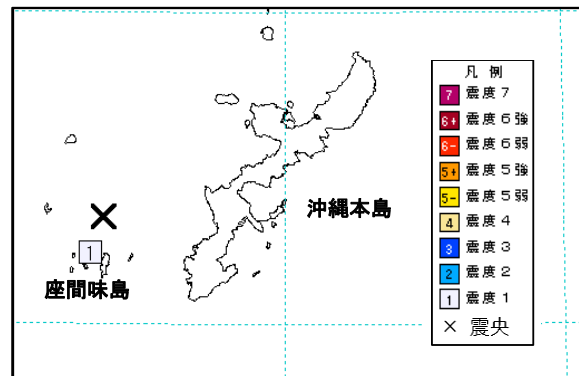 凡 例
7 震度 7
6+ 震度 6 強
6- 震度 6 弱
5+ 震度 5 強
5- 震度 5 弱
4 震度 4
3 震度 3
2 震度 2
1 震度 1
× 震央
沖縄本島
1
座間味島